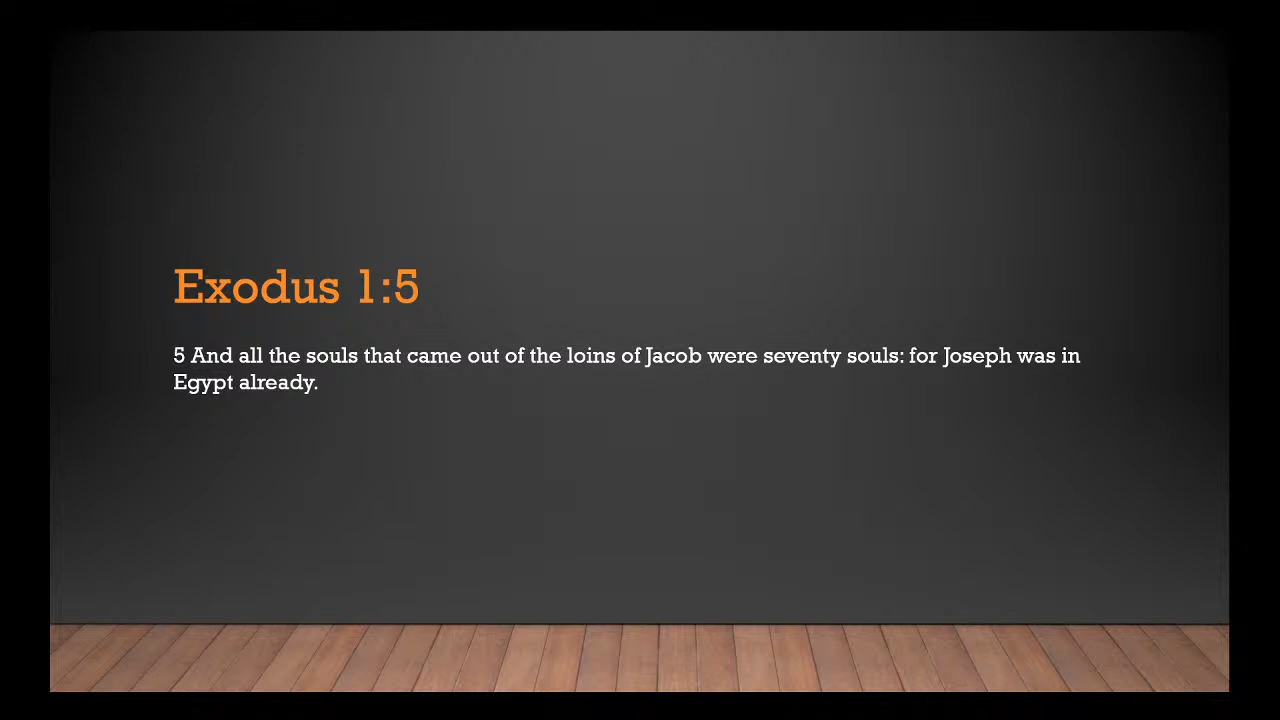 Exodus 1:5
5 And all the souls that came out of the loins of Jacob were seventy souls: for Joseph was in
Egypt already.